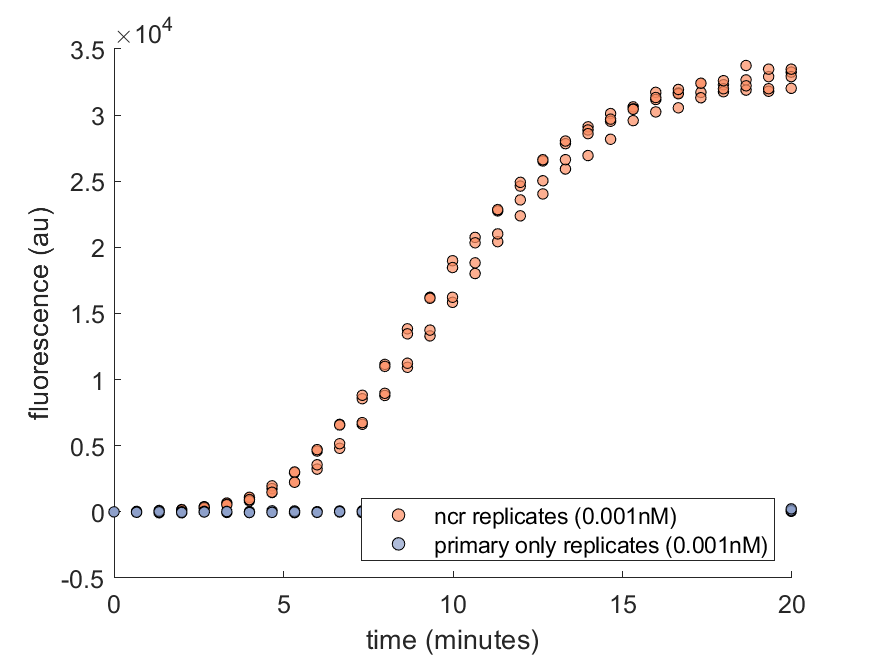 ×10⁴
3.5
3
2.5
2
1.5
1
0.5
0
-0.5
0 5 10 15 20
fluorescence (au)
time (minutes)
ncr replicates (0.001nM)
primary only replicates (0.001nM)